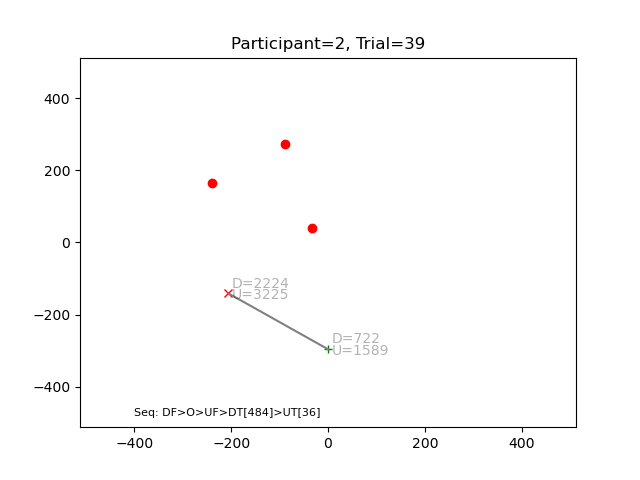 Participant=2, Trial=39
400
200
0
−200
−400
D=2224
U=3225
D=722
U=1589
Seq: DF>O>UF>DT[484]>UT[36]
−400
−200
0
200
400